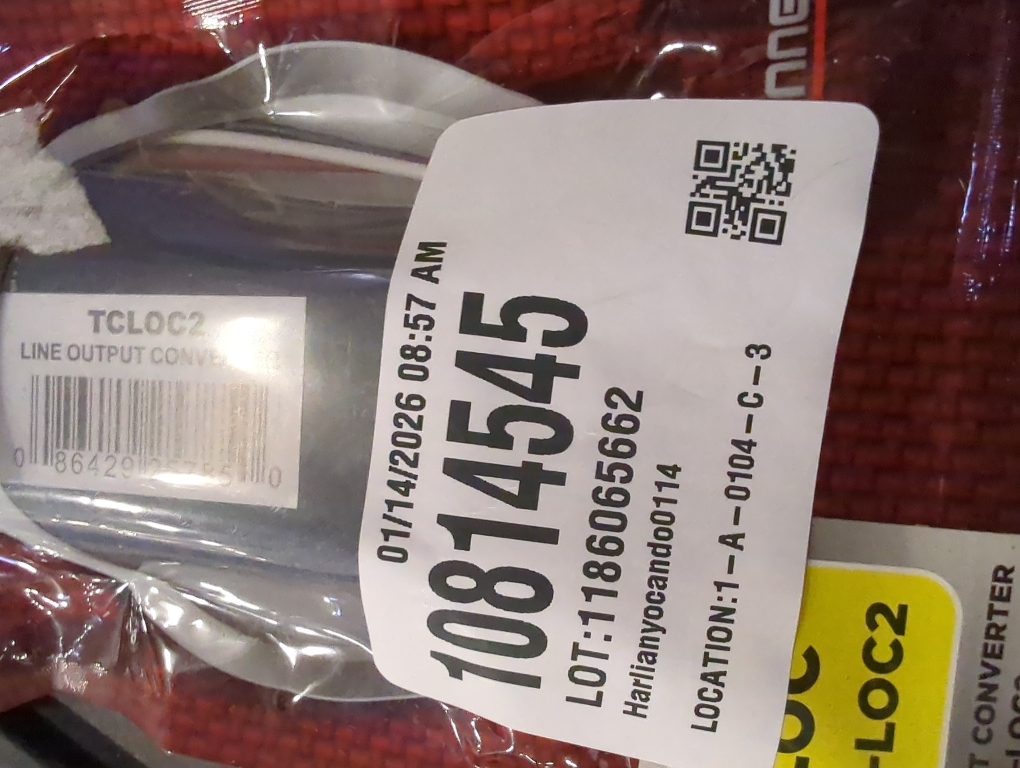 TCLOC2
LINE OUTPUT
01/14/2026 08:57 AM
10814545
LOT:1186065662
Harlianyocando0114
LOCATION:1-A-0104-C-3
-LOC2
CONVERTER